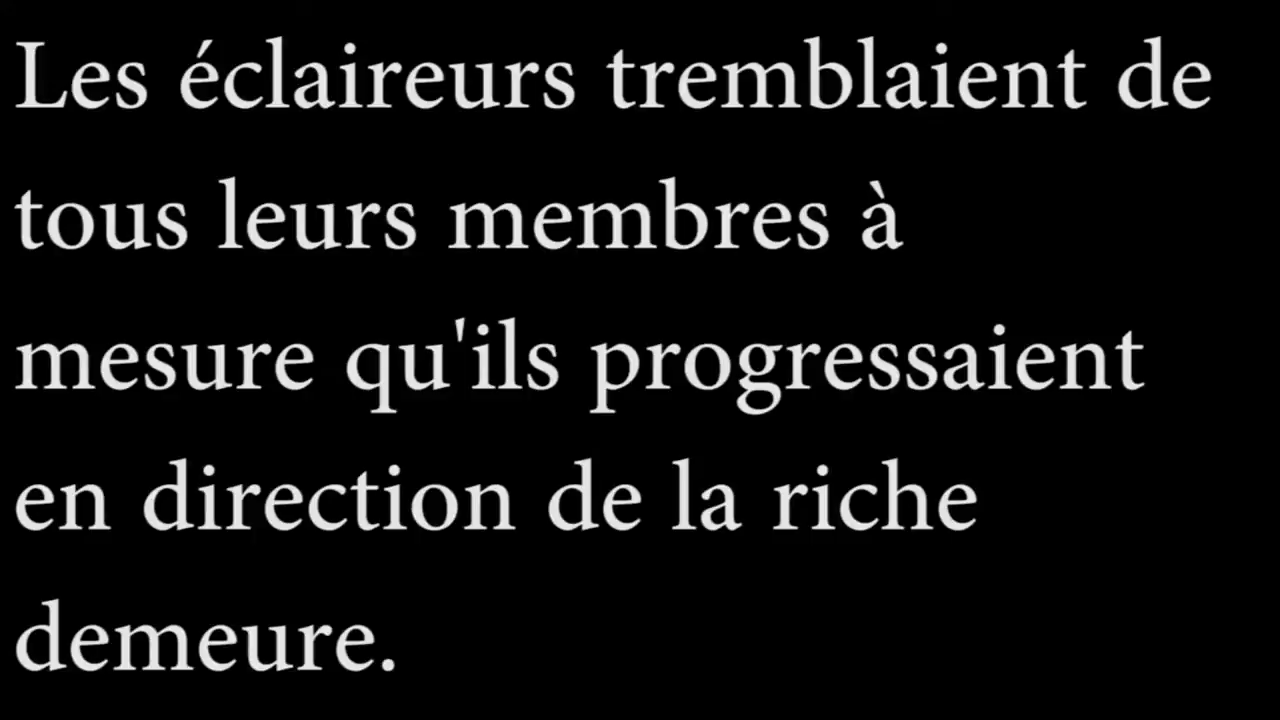 Les éclaireurs tremblaient de
tous leurs membres à
mesure qu'ils progressaient
en direction de la riche
demeure.